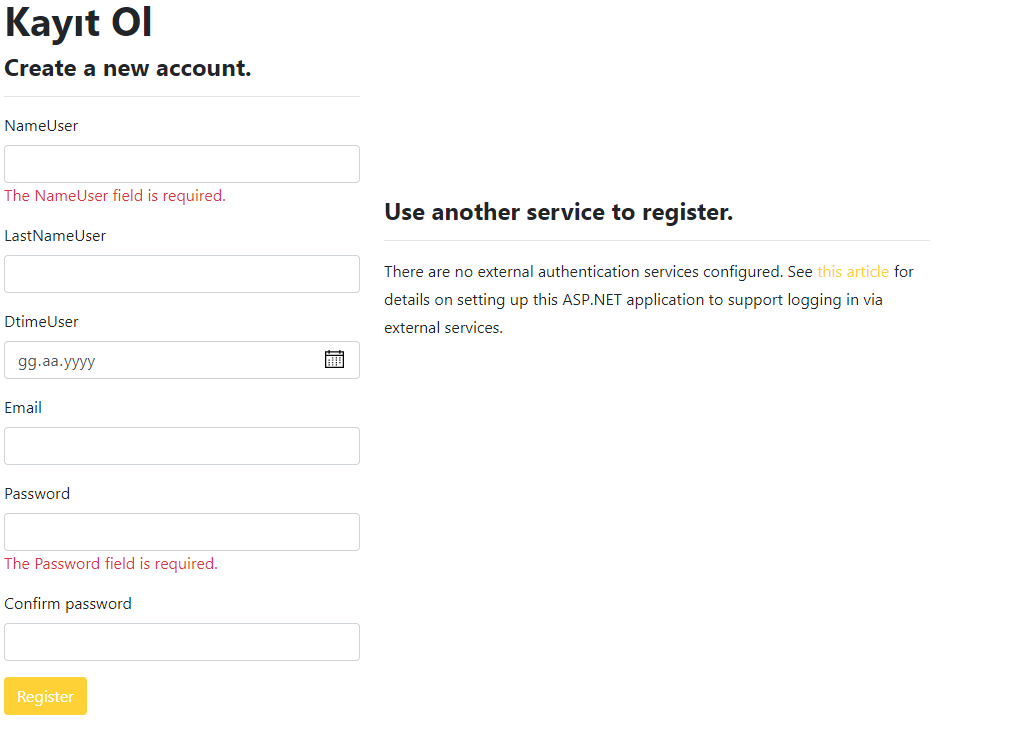 Kayıt Ol
Create a new account.
NameUser
The NameUser field is required.
LastNameUser
DtimeUser
gg.aa.yyyy
Email
Password
The Password field is required.
Confirm password
Register
Use another service to register.
There are no external authentication services configured. See this article for
details on setting up this ASP.NET application to support logging in via
external services.